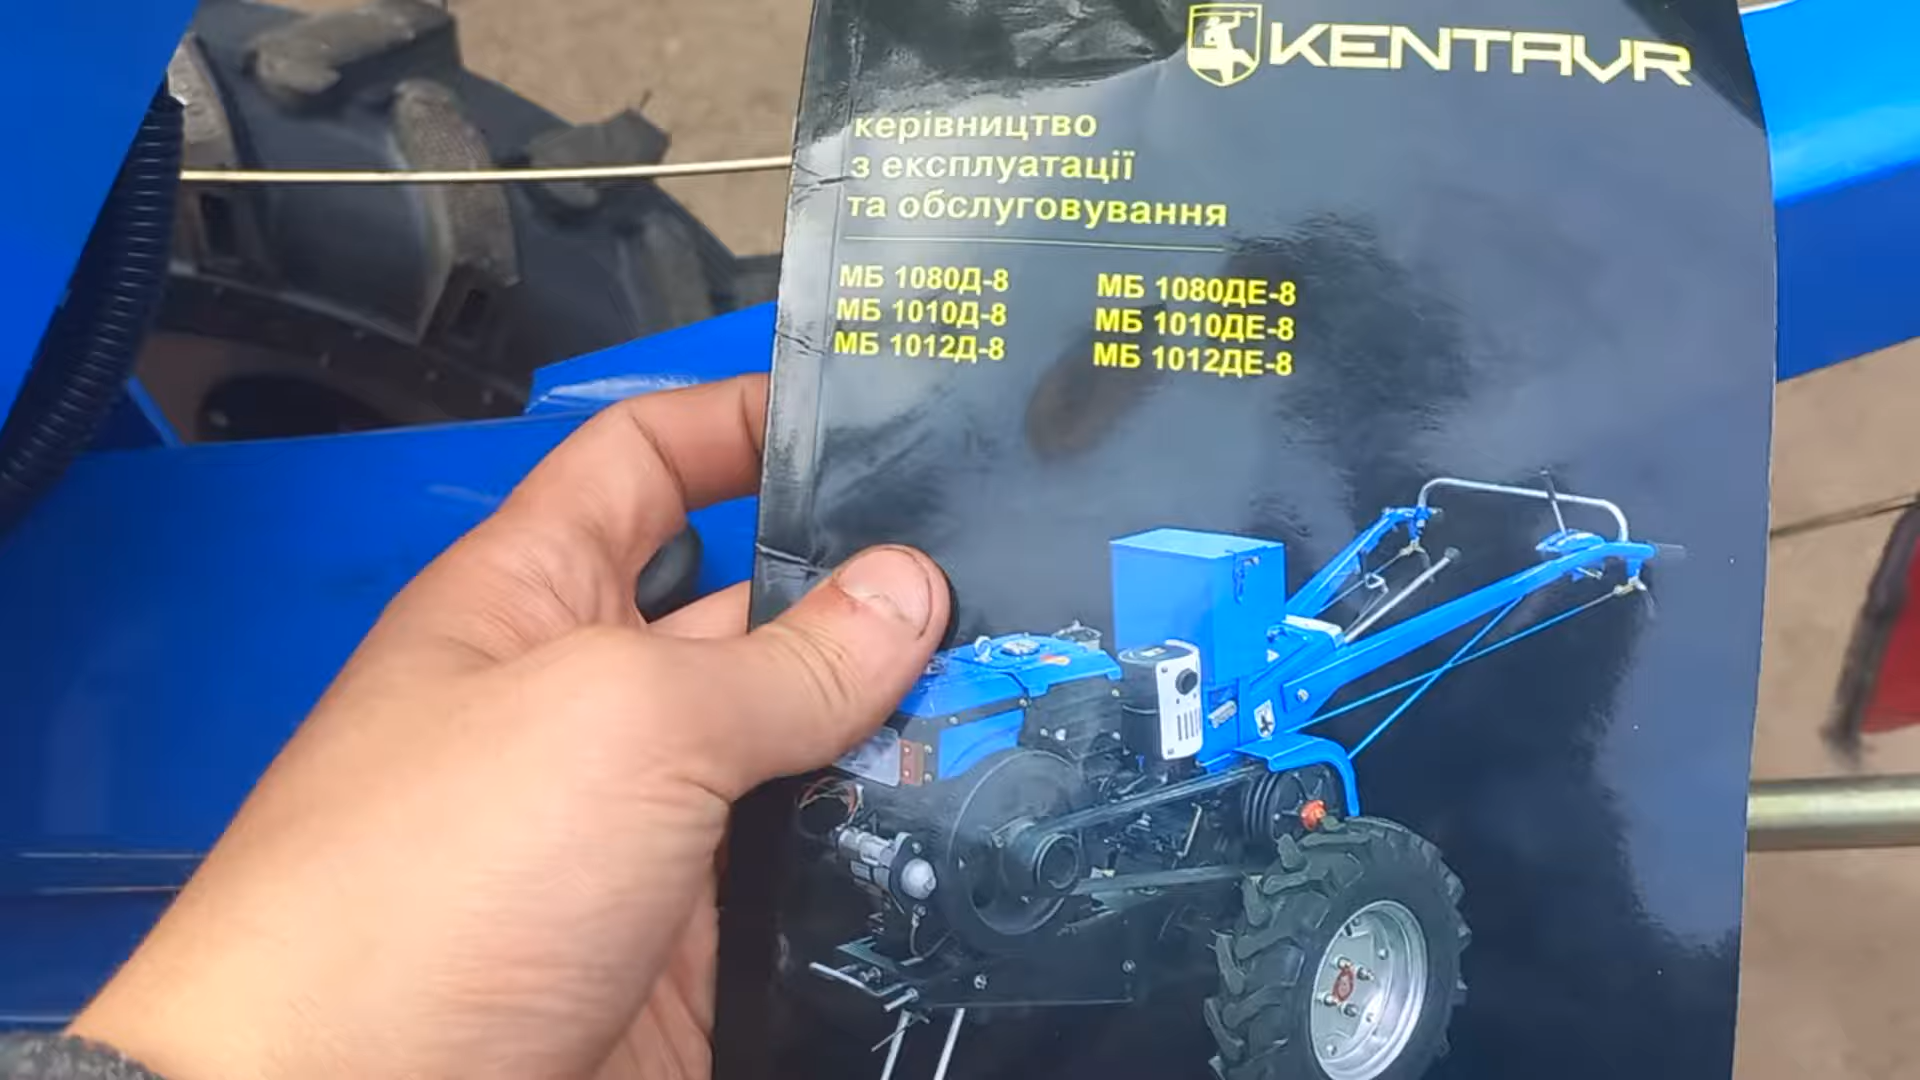 KENTAVR
керівництво
з експлуатації
та обслуговування
МБ 1080Д-8
МБ 1010Д-8
МБ 1012Д-8
МБ 1080ДЕ-8
МБ 1010ДЕ-8
МБ 1012ДЕ-8